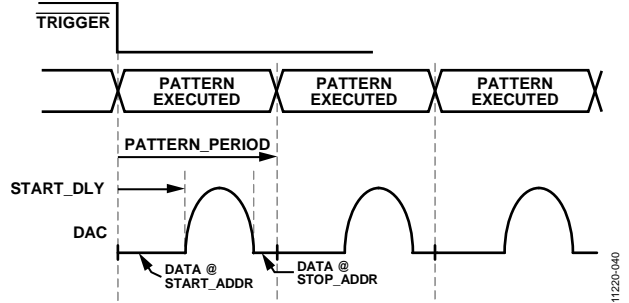 TRIGGER
PATTERN
EXECUTED
PATTERN
EXECUTED
PATTERN
EXECUTED
PATTERN_PERIOD
START_DLY
DAC
DATA @
START_ADDR
DATA @
STOP_ADDR
11220-040